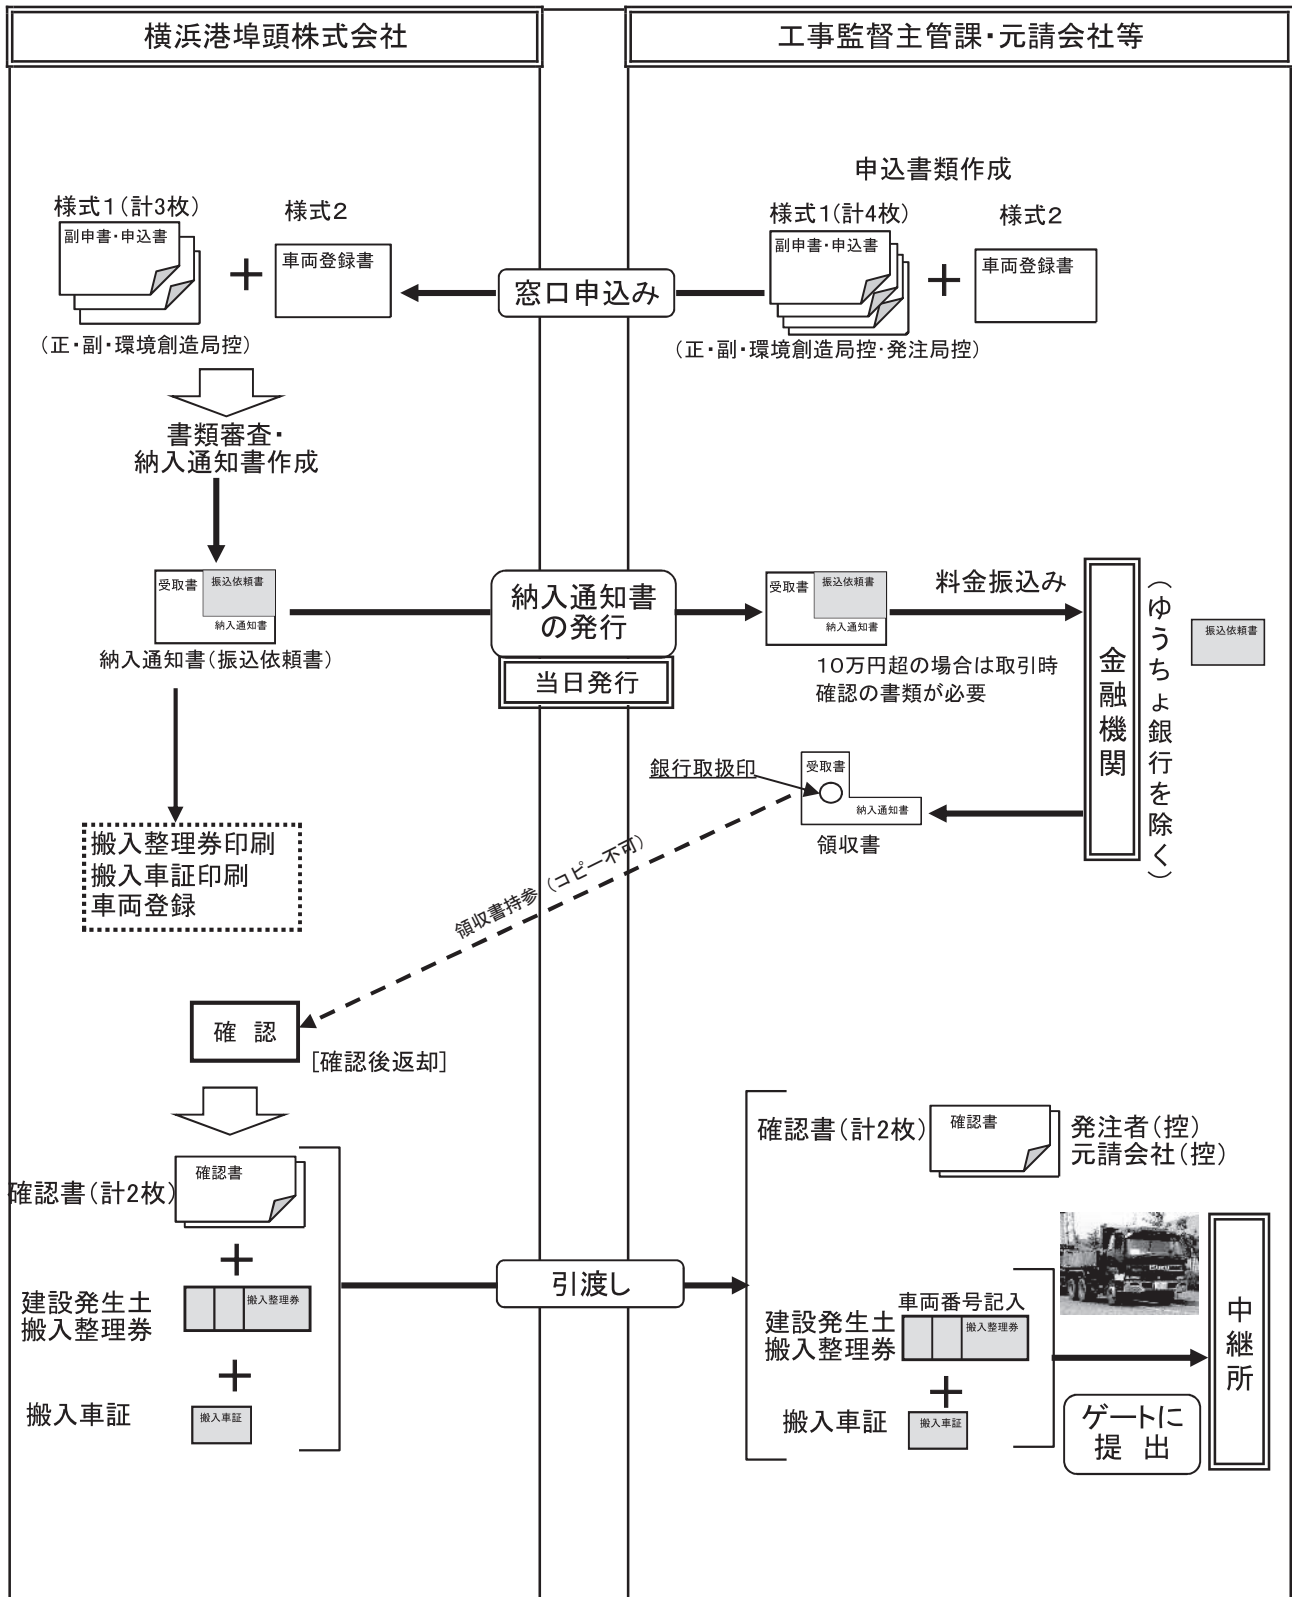 横浜港埠頭株式会社
工事監督主管課・元請会社等
申込書類作成
様式1(計3枚)
様式2
副申書・申込書
車両登録書
(正・副・環境創造局控)
窓口申込み
様式1(計4枚)
様式2
副申書・申込書
車両登録書
(正・副・環境創造局控・発注局控)
書類審査・
納入通知書作成
受取書
振込依頼書
納入通知書
納入通知書(振込依頼書)
納入通知書
の発行
当日発行
受取書
振込依頼書
納入通知書
料金振込み
10万円超の場合は取引時
確認の書類が必要
金融機関
(ゆうちょ銀行を除く)
振込依頼書
銀行取扱印
受取書
納入通知書
領収書
領収書持参(コピー不可)
搬入整理券印刷
搬入車証印刷
車両登録
確 認
[確認後返却]
確認書(計2枚)
確認書
建設発生土
搬入整理券
搬入整理券
搬入車証
搬入車証
引渡し
確認書(計2枚)
確認書
発注者(控)
元請会社(控)
車両番号記入
建設発生土
搬入整理券
搬入整理券
搬入車証
搬入車証
ゲートに
提 出
中継所